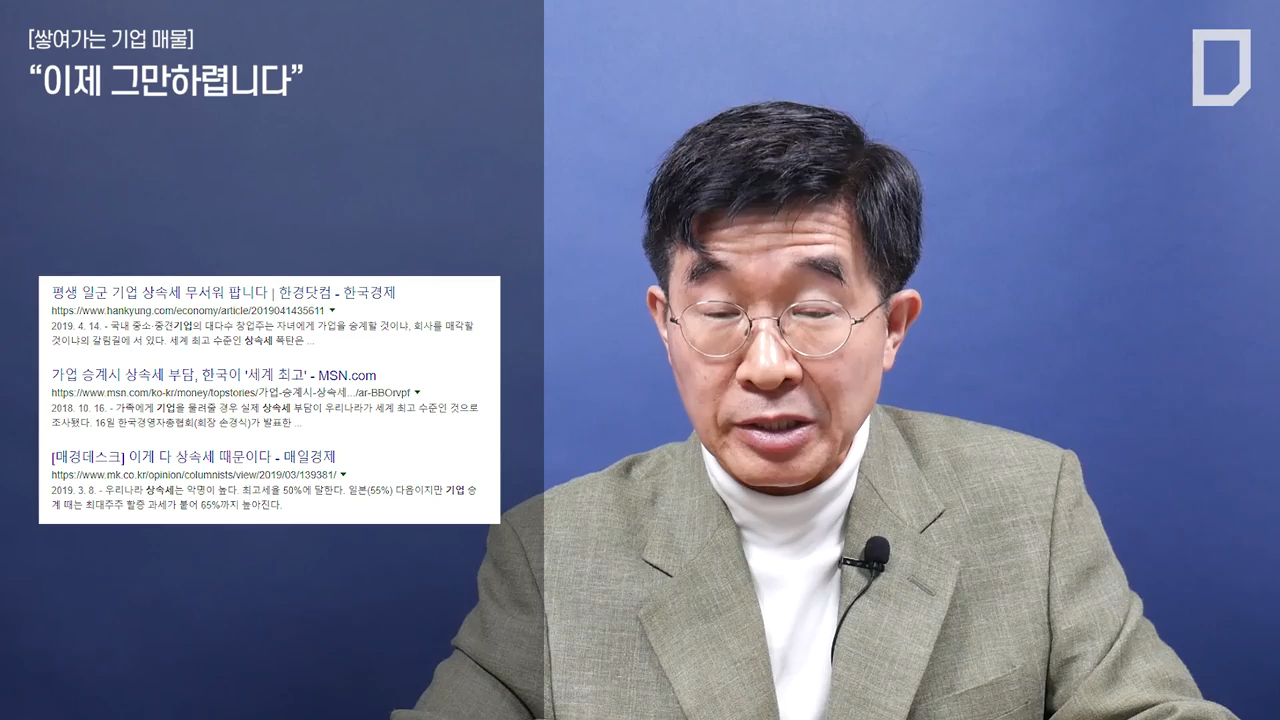 [쌓여가는 기업 매물]
“이제 그만하렵니다”
평생 일군 기업 상속세 무서워 팝니다 | 한경닷컴 - 한국경제
https://www.hankyung.com/economy/article/2019041435611
2019. 4. 14. - 국내 중소·중견기업의 대다수 창업주는 자녀에게 가업을 승계할 것이냐, 회사를 매각할
것이냐의 갈림길에 서 있다. 세계 최고 수준인 상속세 폭탄은 ...
가업 승계시 상속세 부담, 한국이 '세계 최고' - MSN.com
https://www.msn.com/ko-kr/money/topstories/가업-승계시-상속세.../ar-BBOrvpf
2018. 10. 16. - 가족에게 기업을 물려줄 경우 실제 상속세 부담이 우리나라가 세계 최고 수준인 것으로
조사됐다. 16일 한국경영자총협회(회장 손경식)가 발표한 ...
[매경데스크] 이게 다 상속세 때문이다 - 매일경제
https://www.mk.co.kr/opinion/columnists/view/2019/03/139381/
2019. 3. 8. - 우리나라 상속세는 악명이 높다. 최고세율 50%에 달한다. 일본(55%) 다음이지만 기업 승
계 때는 최대주주 할증 과세가 붙어 65%까지 높아진다.